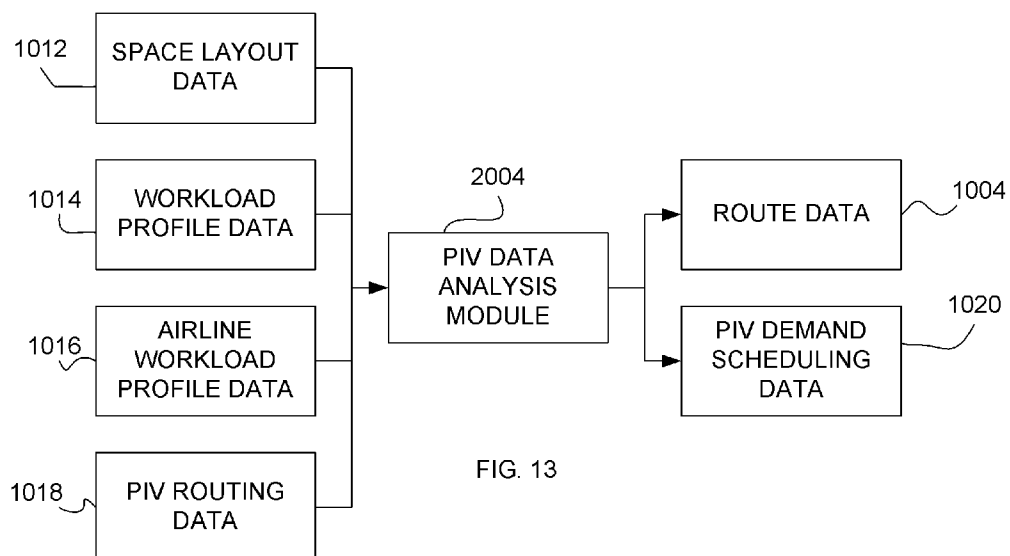 1012
SPACE LAYOUT
DATA
1014
WORKLOAD
PROFILE DATA
1016
AIRLINE
WORKLOAD
PROFILE DATA
1018
PIV ROUTING
DATA
2004
PIV DATA
ANALYSIS
MODULE
ROUTE DATA
1004
PIV DEMAND
SCHEDULING
DATA
1020
FIG. 13